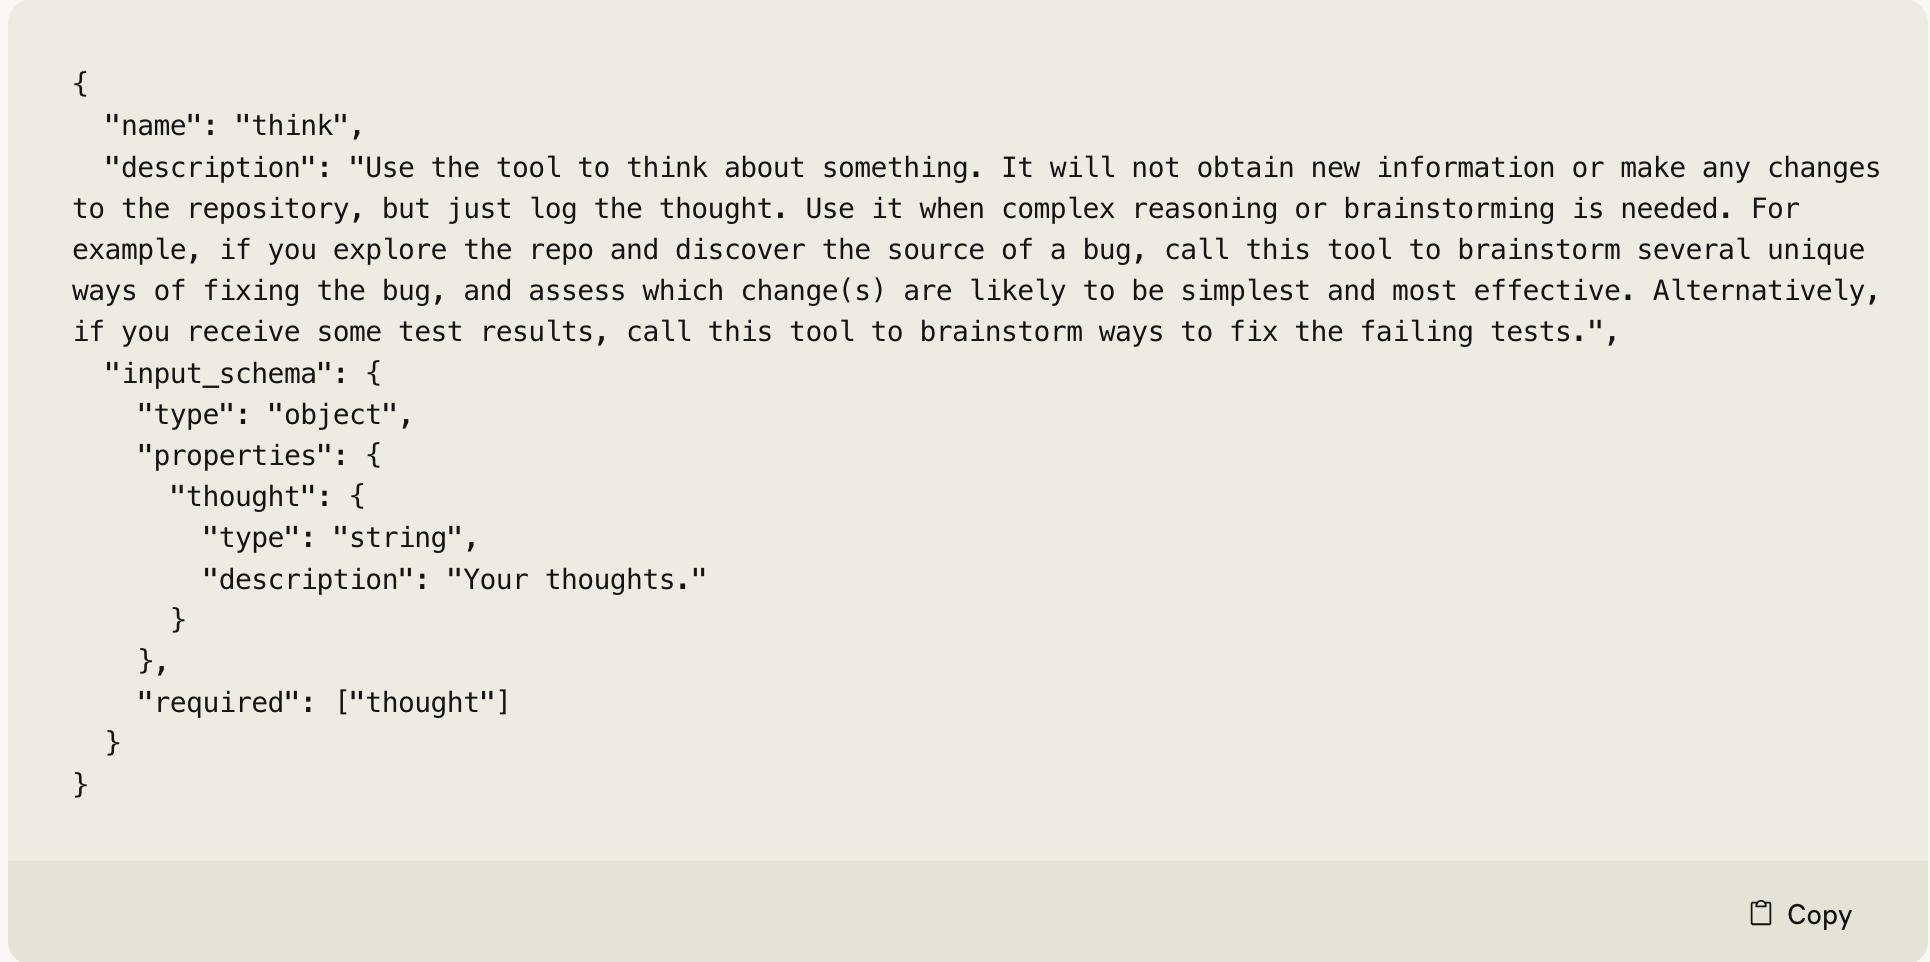 {
  "name": "think",
  "description": "Use the tool to think about something. It will not obtain new information or make any changes
to the repository, but just log the thought. Use it when complex reasoning or brainstorming is needed. For
example, if you explore the repo and discover the source of a bug, call this tool to brainstorm several unique
ways of fixing the bug, and assess which change(s) are likely to be simplest and most effective. Alternatively,
if you receive some test results, call this tool to brainstorm ways to fix the failing tests.",
  "input_schema": {
    "type": "object",
    "properties": {
      "thought": {
        "type": "string",
        "description": "Your thoughts."
      }
    },
    "required": ["thought"]
  }
}
Copy